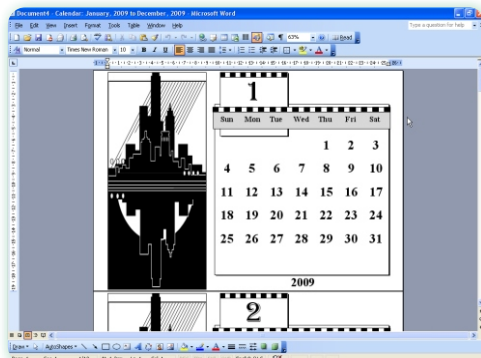 Document4 - Calendar: January, 2009 to December, 2009 - Microsoft Word
File Edit View Insert Format Tools Table Window Help
Type a question for help
63%
Read
Normal
Times New Roman
10
B I U
1
Sun Mon Tue Wed Thu Fri Sat
1 2 3
4 5 6 7 8 9 10
11 12 13 14 15 16 17
18 19 20 21 22 23 24
25 26 27 28 29 30 31
2009
2
Draw
AutoShapes